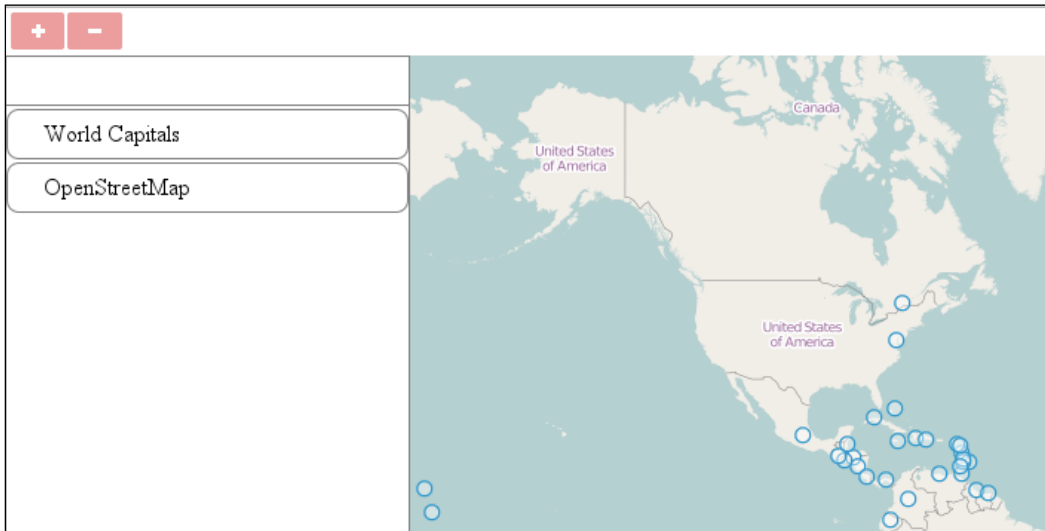 +
-
World Capitals
OpenStreetMap
Canada
United States
of America
United States
of America